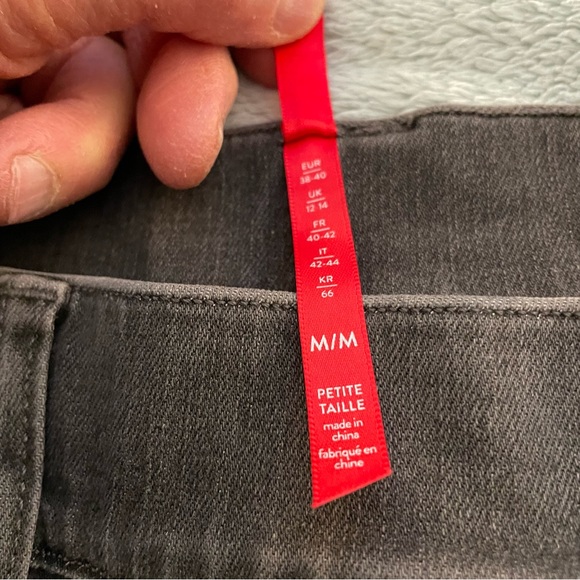 EUR
38-40
UK
12-14
FR
40-42
IT
42-44
KR
66
M/M
PETITE
TAILLE
made in
china
fabriqué en
chine